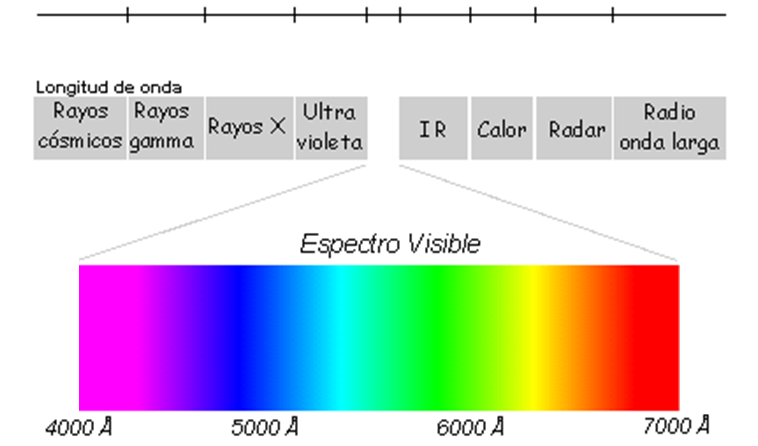 Longitud de onda
Rayos
cósmicos
Rayos
gamma
Rayos X
Ultra
violeta
IR
Calor
Radar
Radio
onda larga
Espectro Visible
4000 Å
5000 Å
6000 Å
7000 Å